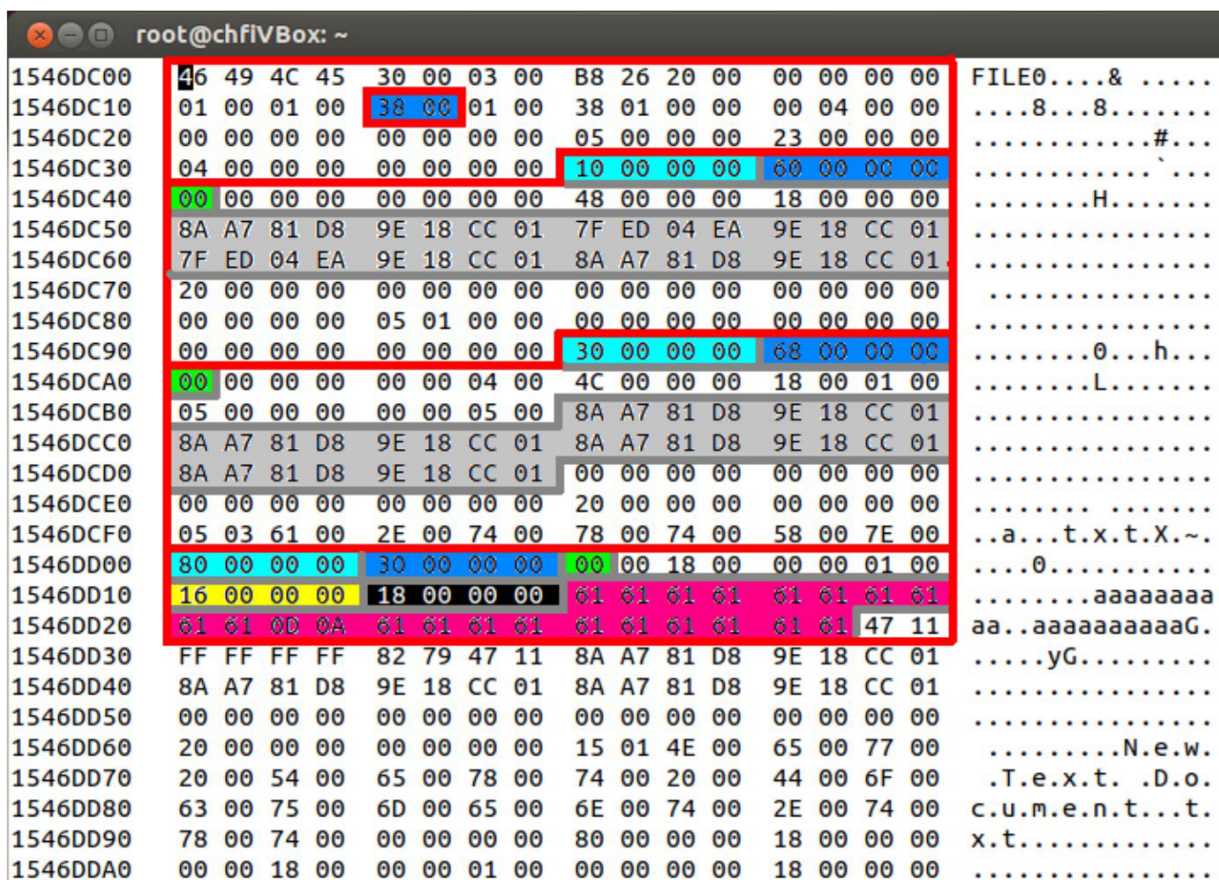 root@chfiVBox: ~
1546DC00 46 49 4C 45 30 00 03 00 B8 26 20 00 00 00 00 00 FILE0....& .....
1546DC10 01 00 01 00 38 00 01 00 38 01 00 00 00 04 00 00 ....8...8.......
1546DC20 00 00 00 00 00 00 00 00 05 00 00 00 23 00 00 00 ............#...
1546DC30 04 00 00 00 00 00 00 00 10 00 00 00 60 00 00 00 ............`...
1546DC40 00 00 00 00 00 00 00 00 48 00 00 00 18 00 00 00 ........H.......
1546DC50 8A A7 81 D8 9E 18 CC 01 7F ED 04 EA 9E 18 CC 01 ................
1546DC60 7F ED 04 EA 9E 18 CC 01 8A A7 81 D8 9E 18 CC 01 ................
1546DC70 20 00 00 00 00 00 00 00 00 00 00 00 00 00 00 00  ...............
1546DC80 00 00 00 00 05 01 00 00 00 00 00 00 00 00 00 00 ................
1546DC90 00 00 00 00 00 00 00 00 30 00 00 00 68 00 00 00 ........0...h...
1546DCA0 00 00 00 00 00 00 04 00 4C 00 00 00 18 00 01 00 ........L.......
1546DCB0 05 00 00 00 00 00 05 00 8A A7 81 D8 9E 18 CC 01 ................
1546DCC0 8A A7 81 D8 9E 18 CC 01 8A A7 81 D8 9E 18 CC 01 ................
1546DCD0 8A A7 81 D8 9E 18 CC 01 00 00 00 00 00 00 00 00 ................
1546DCE0 00 00 00 00 00 00 00 00 20 00 00 00 00 00 00 00 ........ .......
1546DCF0 05 03 61 00 2E 00 74 00 78 00 74 00 58 00 7E 00 ..a...t.x.t.X.~.
1546DD00 80 00 00 00 30 00 00 00 00 00 18 00 00 00 01 00 ....0...........
1546DD10 16 00 00 00 18 00 00 00 61 61 61 61 61 61 61 61 ........aaaaaaaa
1546DD20 61 61 0D 0A 61 61 61 61 61 61 61 61 61 61 47 11 aa..aaaaaaaaaaG.
1546DD30 FF FF FF FF 82 79 47 11 8A A7 81 D8 9E 18 CC 01 .....yG.........
1546DD40 8A A7 81 D8 9E 18 CC 01 8A A7 81 D8 9E 18 CC 01 ................
1546DD50 00 00 00 00 00 00 00 00 00 00 00 00 00 00 00 00 ................
1546DD60 20 00 00 00 00 00 00 00 15 01 4E 00 65 00 77 00  .........N.e.w.
1546DD70 20 00 54 00 65 00 78 00 74 00 20 00 44 00 6F 00  .T.e.x.t. .D.o.
1546DD80 63 00 75 00 6D 00 65 00 6E 00 74 00 2E 00 74 00 c.u.m.e.n.t...t.
1546DD90 78 00 74 00 00 00 00 00 80 00 00 00 18 00 00 00 x.t.............
1546DDA0 00 00 18 00 00 00 01 00 00 00 00 00 18 00 00 00 ................